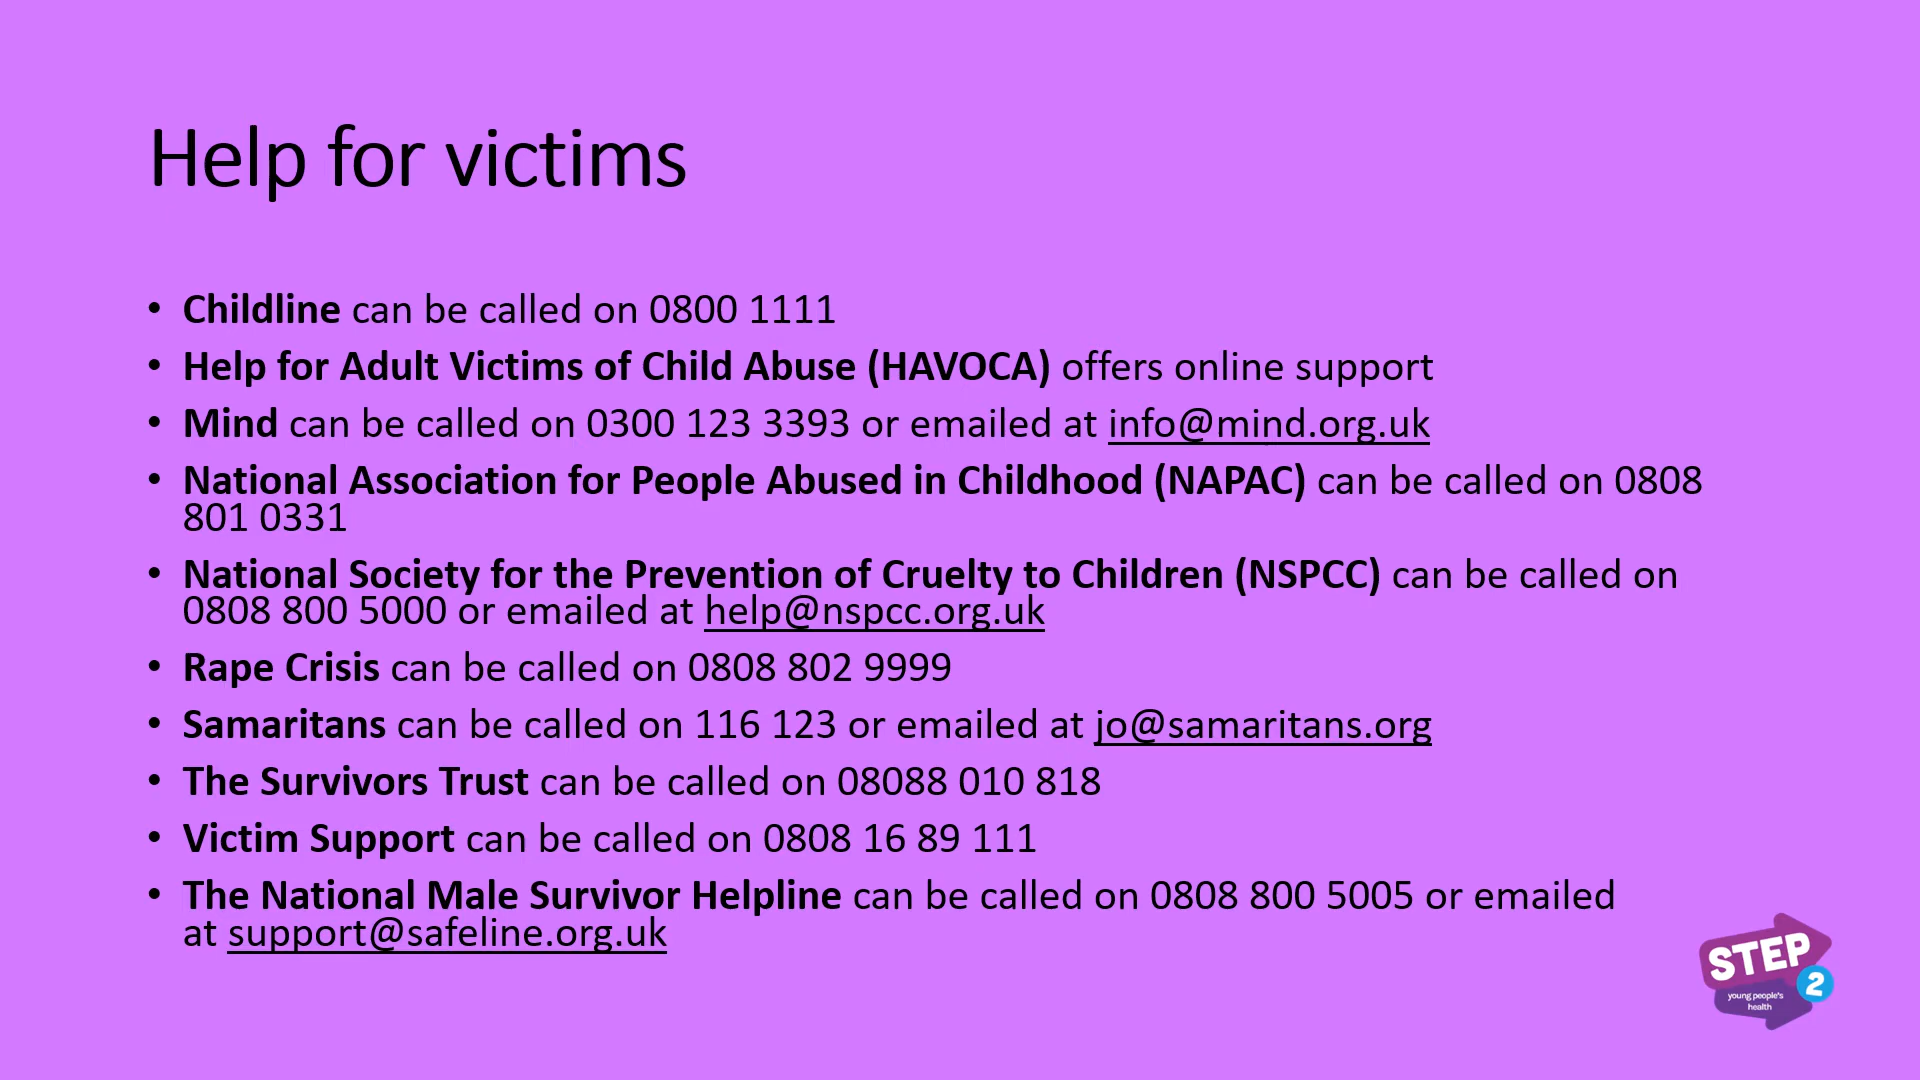 Help for victims
• Childline can be called on 0800 1111
• Help for Adult Victims of Child Abuse (HAVOCA) offers online support
• Mind can be called on 0300 123 3393 or emailed at info@mind.org.uk
• National Association for People Abused in Childhood (NAPAC) can be called on 0808
801 0331
• National Society for the Prevention of Cruelty to Children (NSPCC) can be called on
0808 800 5000 or emailed at help@nspcc.org.uk
• Rape Crisis can be called on 0808 802 9999
• Samaritans can be called on 116 123 or emailed at jo@samaritans.org
• The Survivors Trust can be called on 08088 010 818
• Victim Support can be called on 0808 16 89 111
• The National Male Survivor Helpline can be called on 0808 800 5005 or emailed
at support@safeline.org.uk
STEP
2
young people's
health